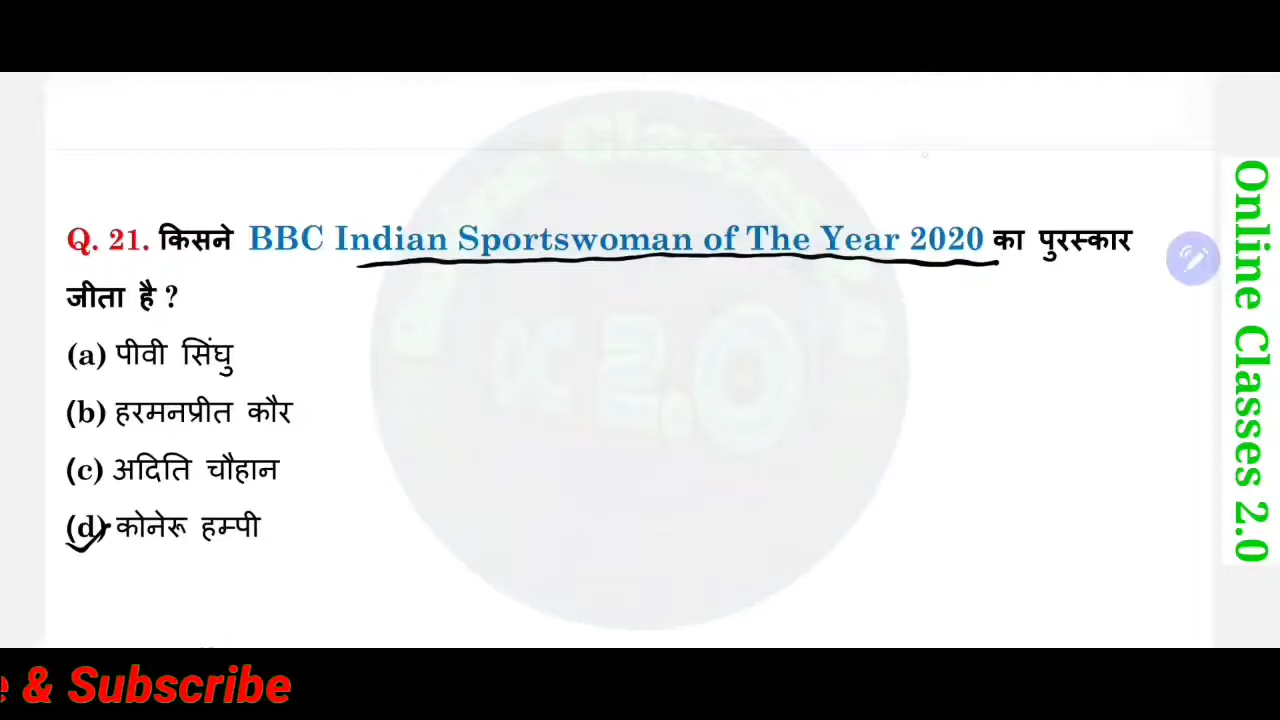 Q. 21. किसने BBC Indian Sportswoman of The Year 2020 का पुरस्कार
जीता है ?
(a) पीवी सिंघु
(b) हरमनप्रीत कौर
(c) अदिति चौहान
(d) कोनेरू हम्पी
Online Classes 2.0
e & Subscribe